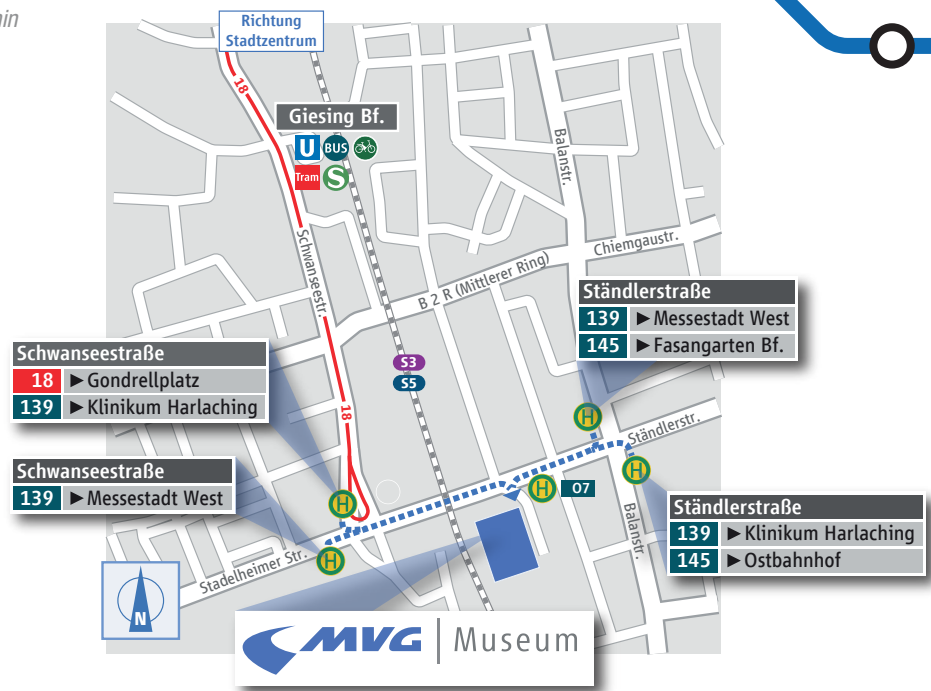 in
Richtung
Stadtzentrum
18
Giesing Bf.
U BUS
Tram S
Balanstr.
Schwanseestr.
Chiemgaustr.
B 2 R (Mittlerer Ring)
Ständlerstraße
139 ►Messestadt West
145 ►Fasangarten Bf.
Schwanseestraße
18 ►Gondrellplatz
139 ►Klinikum Harlaching
S3
S5
18
H
Ständlerstr.
Schwanseestraße
139 ►Messestadt West
H
H
H 07
Ständlerstraße
139 ►Klinikum Harlaching
145 ►Ostbahnhof
H
Balanstr.
Stadelheimer Str.
N
MVG | Museum